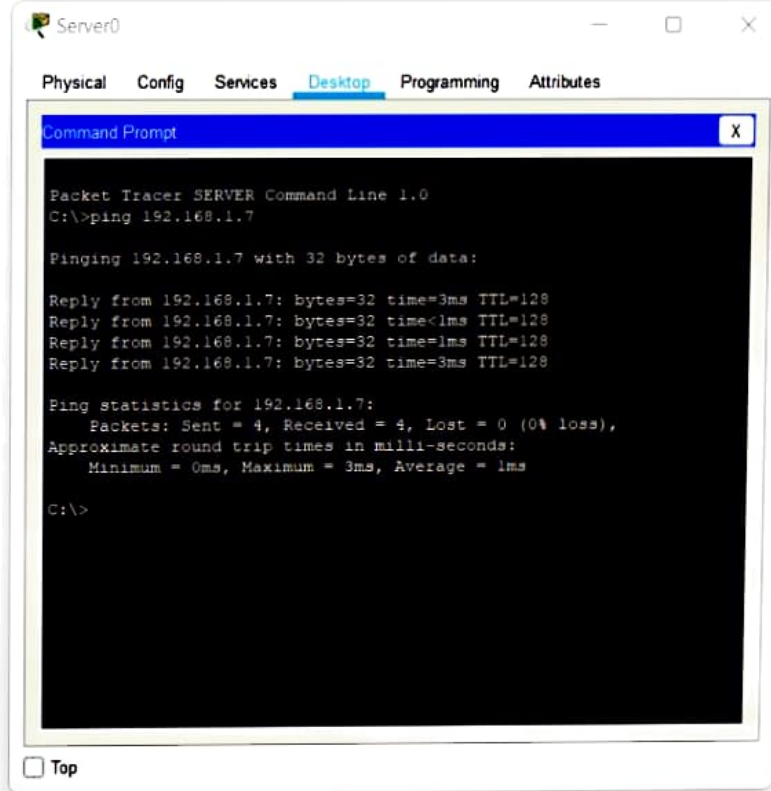 Server0
Physical Config Services Desktop Programming Attributes
Command Prompt
X
Packet Tracer SERVER Command Line 1.0
C:\>ping 192.168.1.7
Pinging 192.168.1.7 with 32 bytes of data:
Reply from 192.168.1.7: bytes=32 time=3ms TTL=128
Reply from 192.168.1.7: bytes=32 time<1ms TTL=128
Reply from 192.168.1.7: bytes=32 time=1ms TTL=128
Reply from 192.168.1.7: bytes=32 time=3ms TTL=128
Ping statistics for 192.168.1.7:
Packets: Sent = 4, Received = 4, Lost = 0 (0% loss),
Approximate round trip times in milli-seconds:
Minimum = 0ms, Maximum = 3ms, Average = 1ms
C:\>
Top